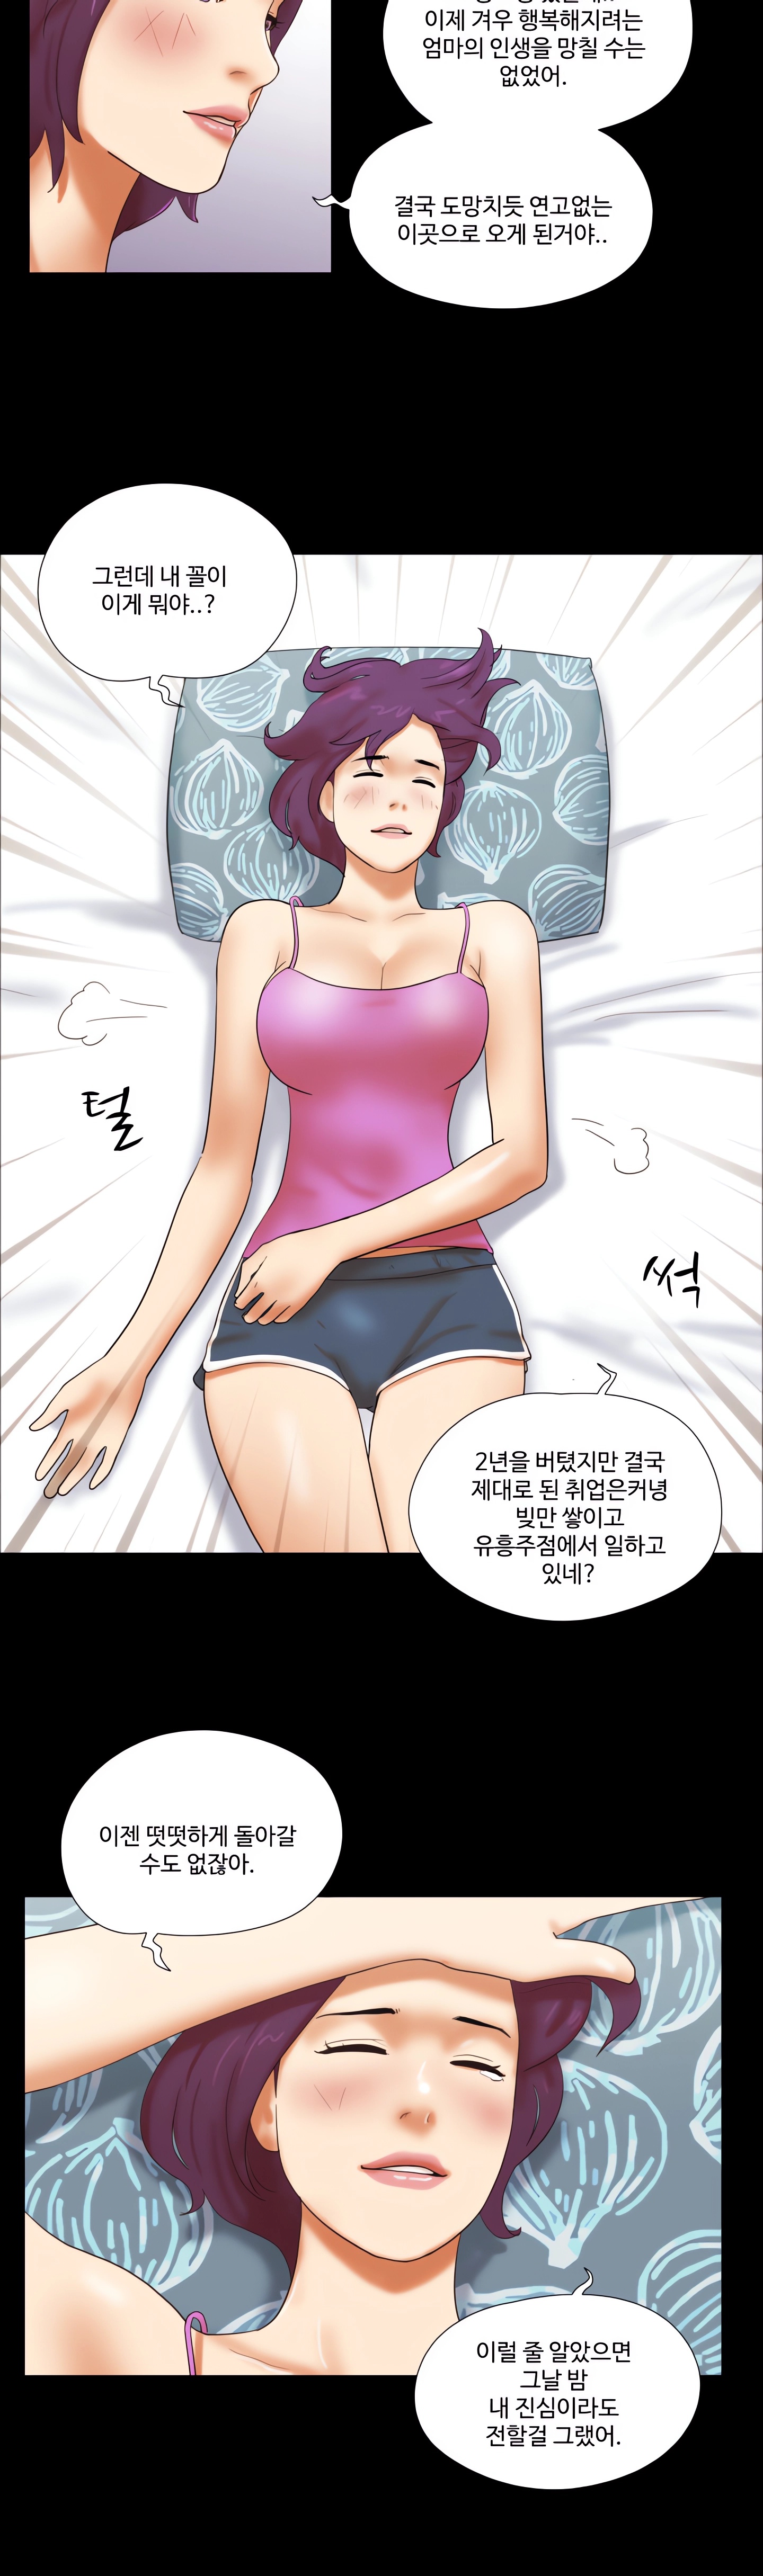 이제 겨우 행복해지려는
엄마의 인생을 망칠 수는
없었어.
결국 도망치듯 연고없는
이곳으로 오게 된거야..
그런데 내 꼴이
이게 뭐야..?
털
썩
2년을 버텼지만 결국
제대로 된 취업은커녕
빚만 쌓이고
유흥주점에서 일하고
있네?
이젠 떳떳하게 돌아갈
수도 없잖아.
이럴 줄 알았으면
그날 밤
내 진심이라도
전할걸 그랬어.